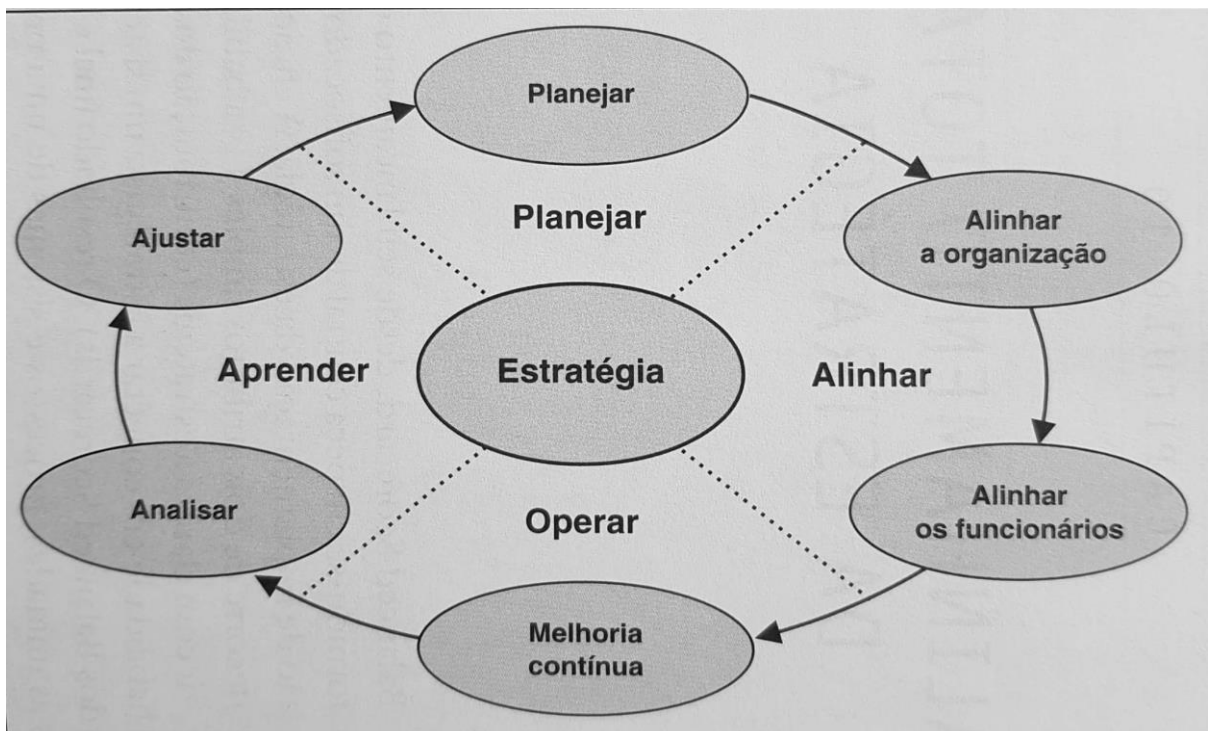 Planejar
Planejar
Ajustar
Alinhar
a organização
Aprender
Estratégia
Alinhar
Analisar
Operar
Alinhar
os funcionários
Melhoria
contínua